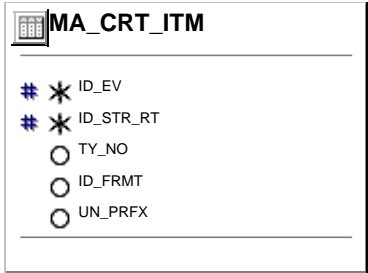 MA_CRT_ITM
# * ID_EV
# * ID_STR_RT
O TY_NO
O ID_FRMT
O UN_PRFX